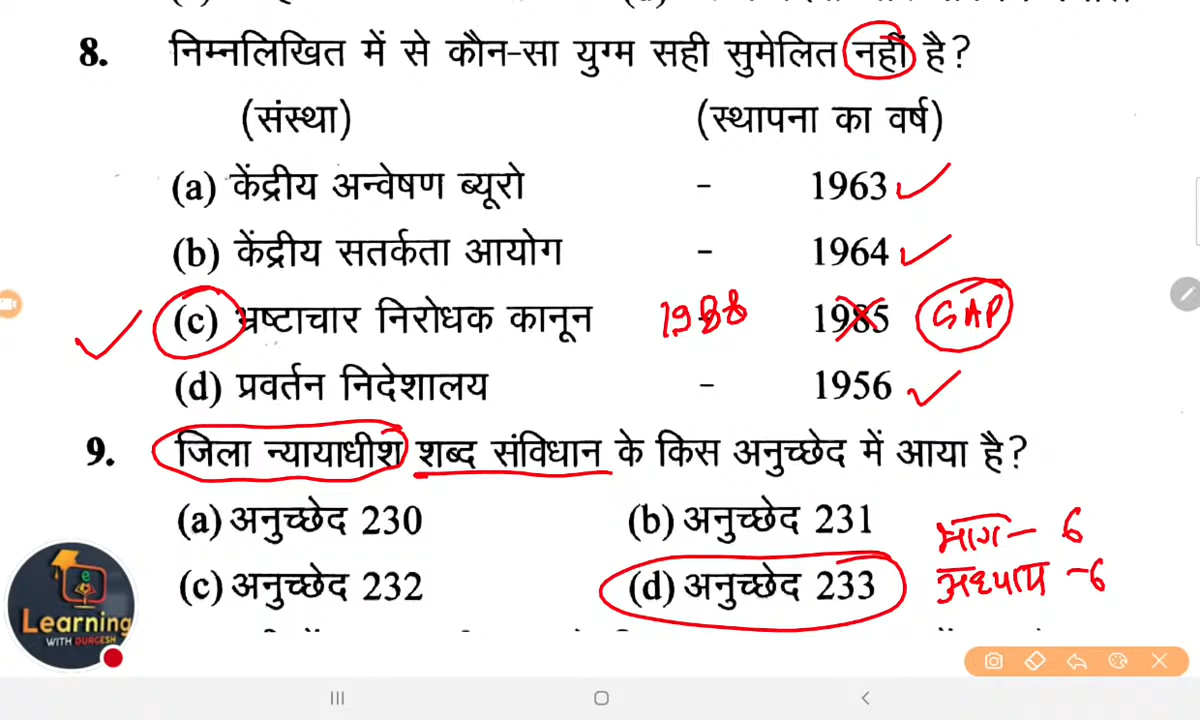 8. निम्नलिखित में से कौन-सा युग्म सही सुमेलित नहीं है?
(संस्था) (स्थापना का वर्ष)
(a) केंद्रीय अन्वेषण ब्यूरो - 1963
(b) केंद्रीय सतर्कता आयोग - 1964
(c) भ्रष्टाचार निरोधक कानून 1988 1985 GAP
(d) प्रवर्तन निदेशालय - 1956
9. जिला न्यायाधीश शब्द संविधान के किस अनुच्छेद में आया है?
(a) अनुच्छेद 230 (b) अनुच्छेद 231
भाग - 6
(c) अनुच्छेद 232 (d) अनुच्छेद 233
अध्याय - 6
e
Learning
WITH DURGESH